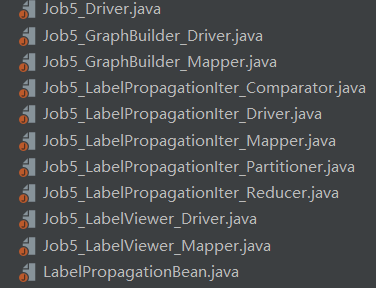 Job5_Driver.java
Job5_GraphBuilder_Driver.java
Job5_GraphBuilder_Mapper.java
Job5_LabelPropagationIter_Comparator.java
Job5_LabelPropagationIter_Driver.java
Job5_LabelPropagationIter_Mapper.java
Job5_LabelPropagationIter_Partitioner.java
Job5_LabelPropagationIter_Reducer.java
Job5_LabelViewer_Driver.java
Job5_LabelViewer_Mapper.java
LabelPropagationBean.java